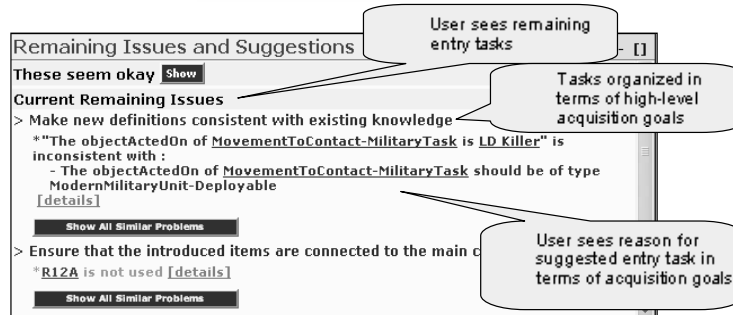 User sees remaining
entry tasks
Remaining Issues and Suggestions
- []
These seem okay Show
Tasks organized in
terms of high-level
acquisition goals
Current Remaining Issues
> Make new definitions consistent with existing knowledge
*"The objectActedOn of MovementToContact-MilitaryTask is LD Killer" is
inconsistent with :
- The objectActedOn of MovementToContact-MilitaryTask should be of type
ModernMilitaryUnit-Deployable
[details]
Show All Similar Problems
User sees reason for
suggested entry task in
terms of acquisition goals
> Ensure that the introduced items are connected to the main c
*R12A is not used [details]
Show All Similar Problems